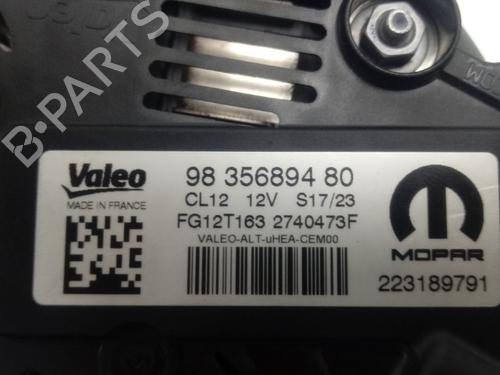 B-PARTS
Valeo
MADE IN FRANCE
98 356894 80
CL12 12V S17/23
FG12T163 2740473F
VALEO-ALT-uHEA-CEM00
MOPAR
223189791